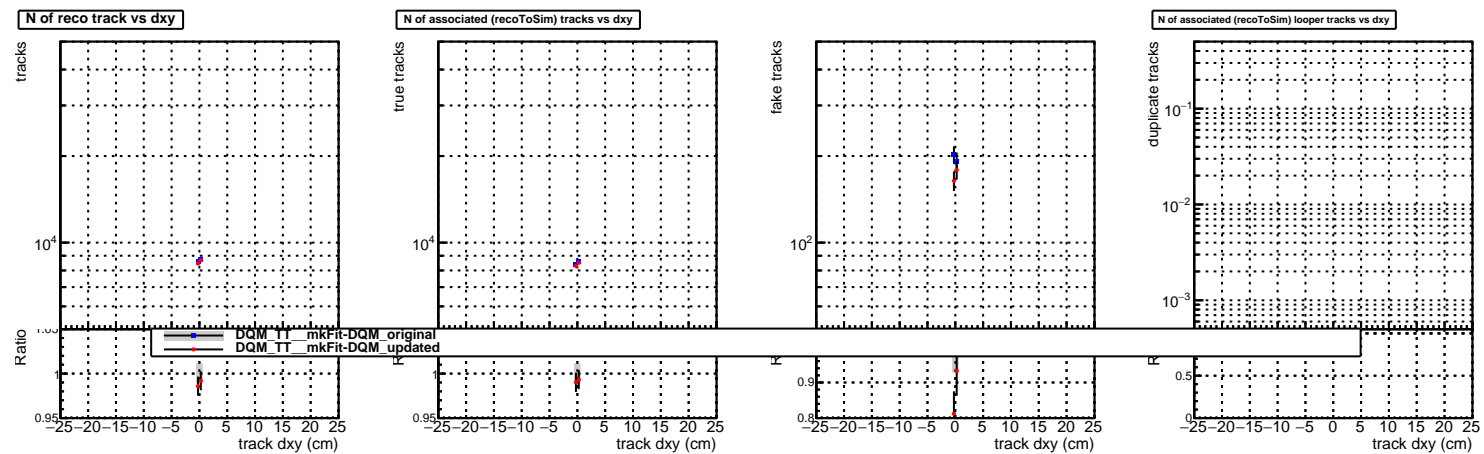 N of reco track vs dxy
N of associated (recoToSim) tracks vs dxy
N of associated (recoToSim) looper tracks vs dxy
tracks
10⁴
Ratio
1
0.95
−25 −20 −15 −10 −5 0 5 10 15 20 25
track dxy (cm)
true tracks
10⁴
1
0.95
−25 −20 −15 −10 −5 0 5 10 15 20 25
track dxy (cm)
fake tracks
10²
0.9
0.8
−25 −20 −15 −10 −5 0 5 10 15 20 25
track dxy (cm)
duplicate tracks
10⁻¹
10⁻²
10⁻³
0.5
0
−25 −20 −15 −10 −5 0 5 10 15 20 25
track dxy (cm)
DQM_TT__mkFit-DQM_original
DQM_TT__mkFit-DQM_updated